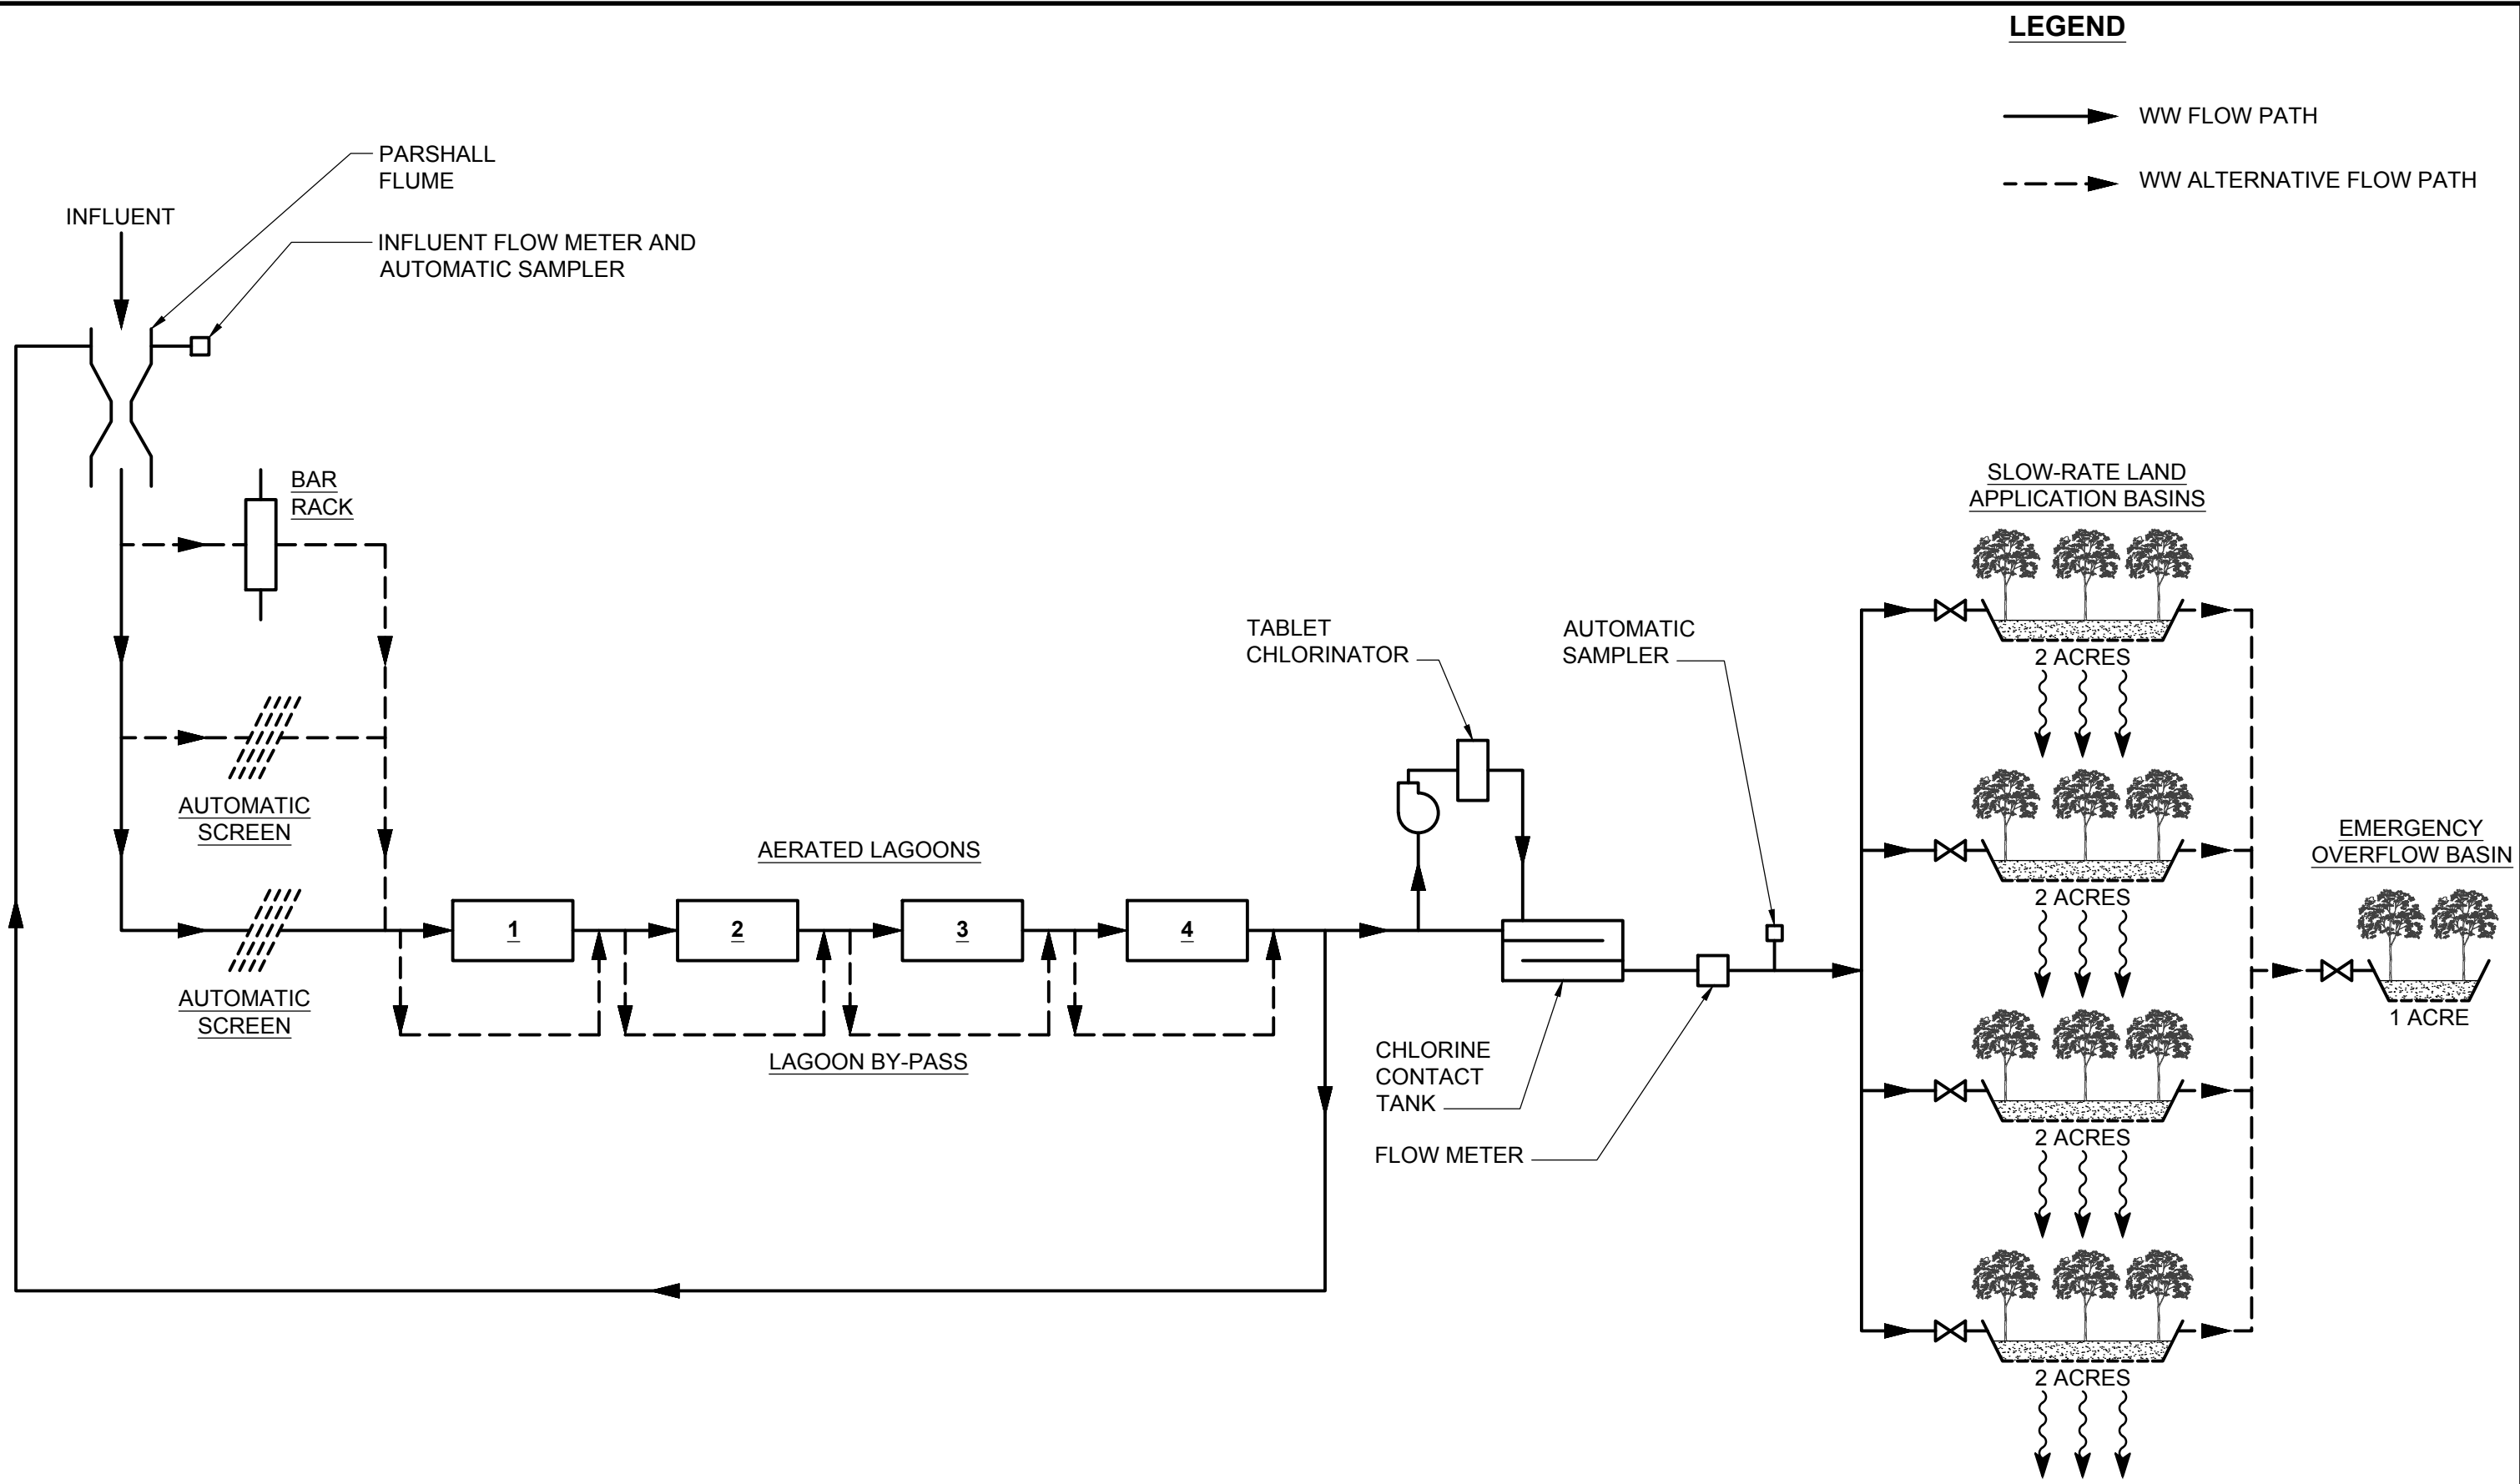 LEGEND
WW FLOW PATH
WW ALTERNATIVE FLOW PATH
PARSHALL
FLUME
INFLUENT
INFLUENT FLOW METER AND
AUTOMATIC SAMPLER
BAR
RACK
AUTOMATIC
SCREEN
AUTOMATIC
SCREEN
AERATED LAGOONS
1
2
3
4
LAGOON BY-PASS
TABLET
CHLORINATOR
AUTOMATIC
SAMPLER
CHLORINE
CONTACT
TANK
FLOW METER
SLOW-RATE LAND
APPLICATION BASINS
2 ACRES
2 ACRES
2 ACRES
2 ACRES
EMERGENCY
OVERFLOW BASIN
1 ACRE